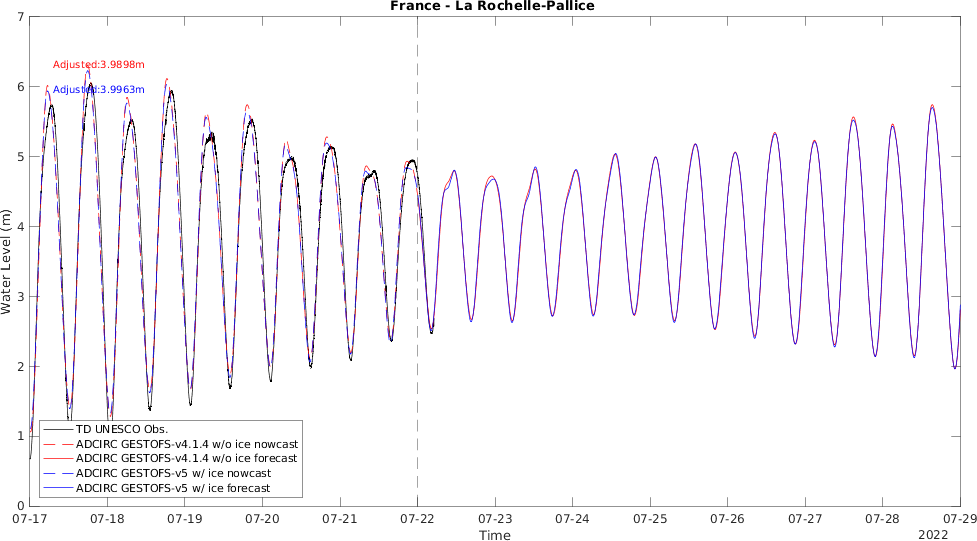 France - La Rochelle-Pallice
7
6
5
4
3
2
1
0
Water Level (m)
Adjusted:3.9898m
Adjusted:3.9963m
TD UNESCO Obs.
ADCIRC GESTOFS-v4.1.4 w/o ice nowcast
ADCIRC GESTOFS-v4.1.4 w/o ice forecast
ADCIRC GESTOFS-v5 w/ ice nowcast
ADCIRC GESTOFS-v5 w/ ice forecast
07-17 07-18 07-19 07-20 07-21 07-22 07-23 07-24 07-25 07-26 07-27 07-28 07-29
Time
2022